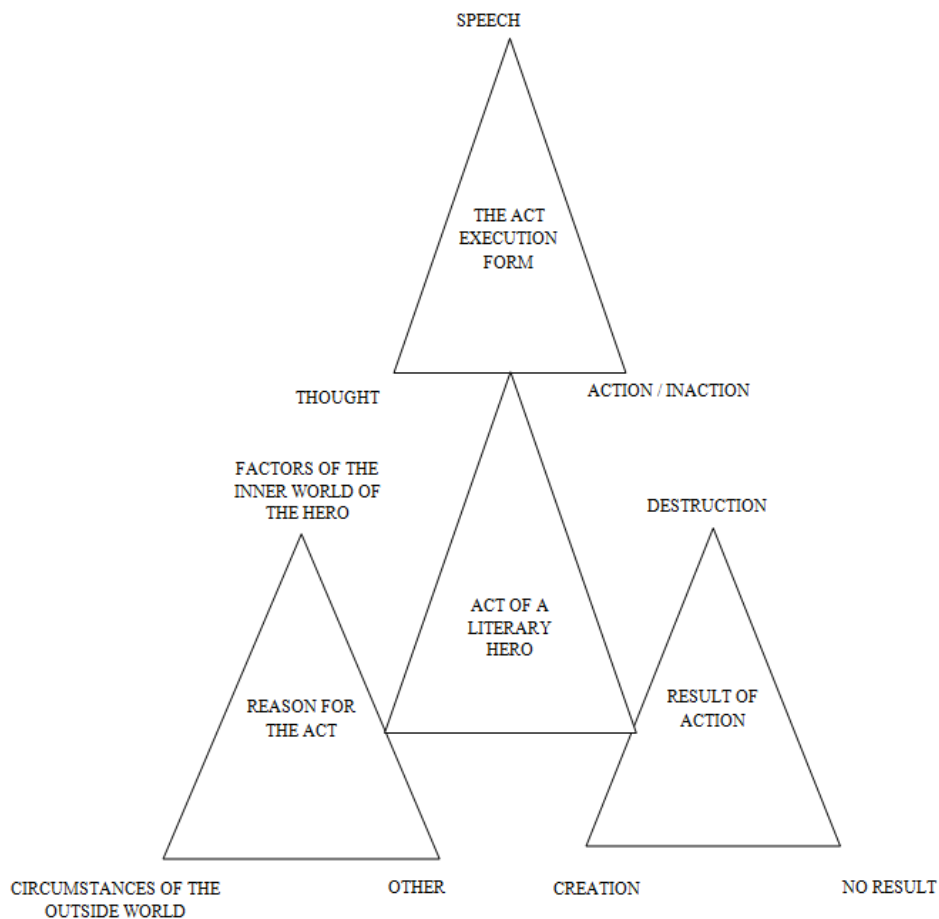 SPEECH
THE ACT
EXECUTION
FORM
THOUGHT
ACTION / INACTION
FACTORS OF THE
INNER WORLD OF
THE HERO
DESTRUCTION
ACT OF A
LITERARY
HERO
REASON FOR
THE ACT
RESULT OF
ACTION
CIRCUMSTANCES OF THE
OUTSIDE WORLD
OTHER
CREATION
NO RESULT